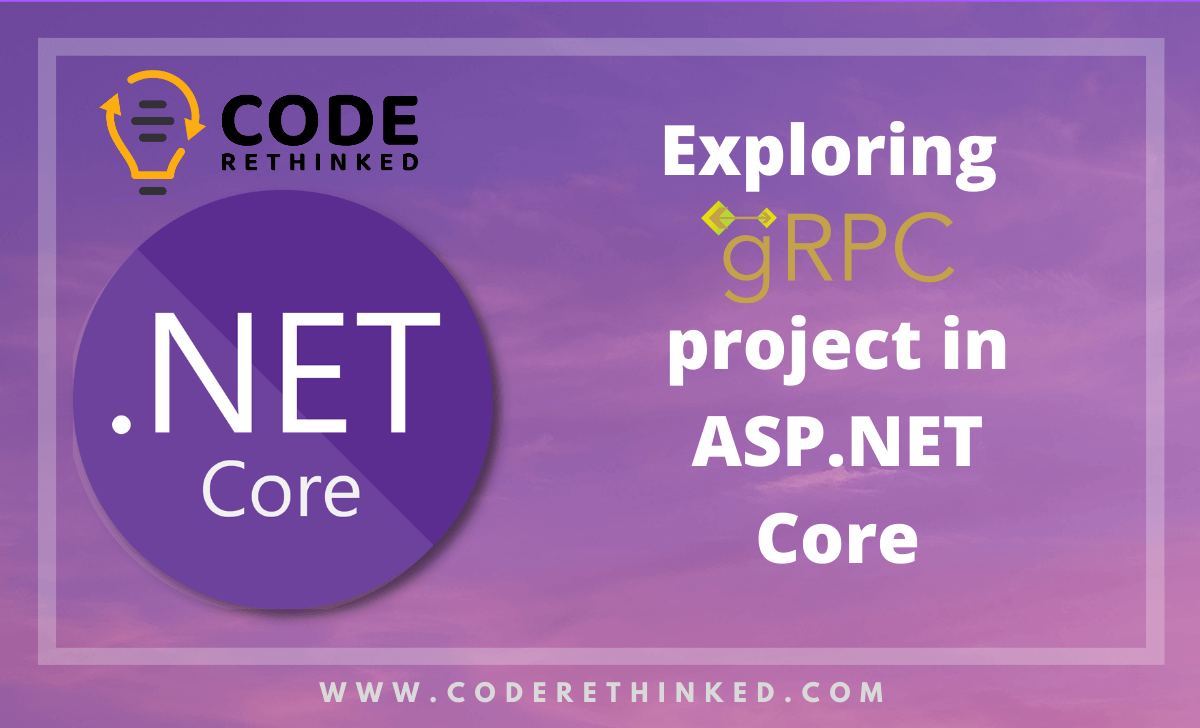 CODE
RETHINKED
.NET
Core
Exploring
gRPC
project in
ASP.NET
Core
WWW.CODERETHINKED.COM